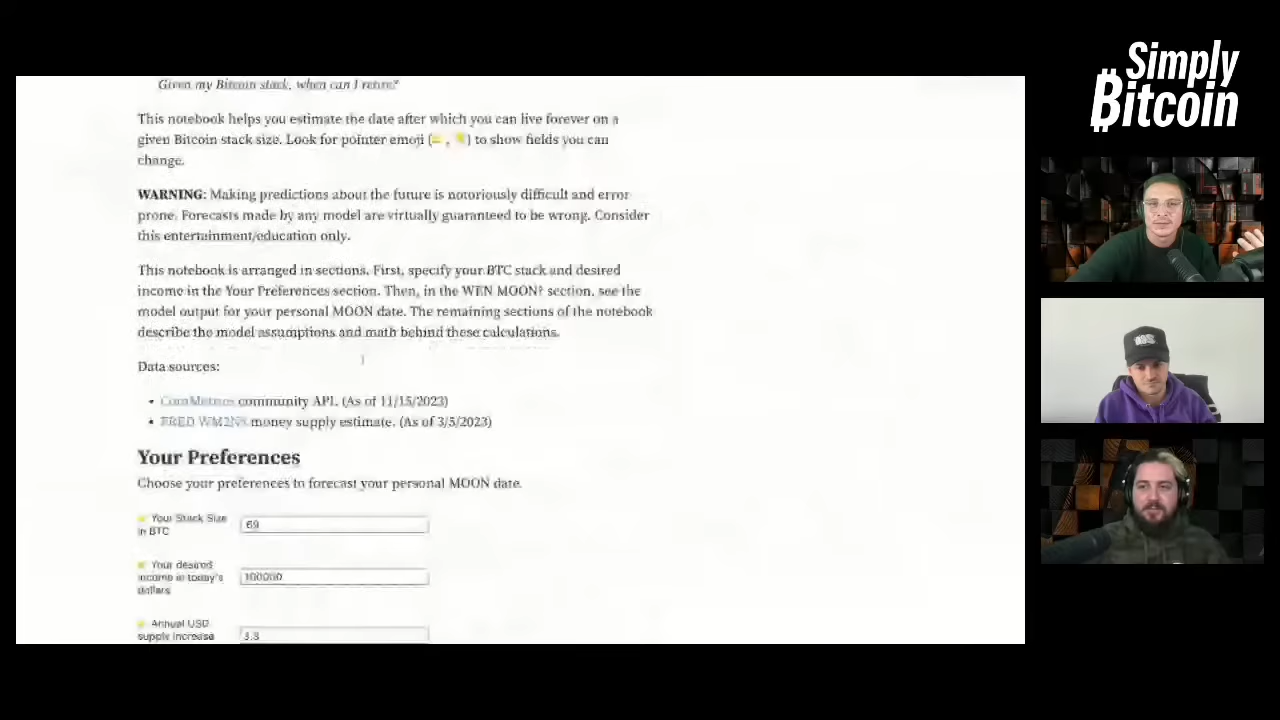 Simply
Bitcoin
Given my Bitcoin stack, when can I retire?
This notebook helps you estimate the date after which you can live forever on a
given Bitcoin stack size. Look for pointer emoji ( , ) to show fields you can
change.
WARNING: Making predictions about the future is notoriously difficult and error
prone. Forecasts made by any model are virtually guaranteed to be wrong. Consider
this entertainment/education only.
This notebook is arranged in sections. First, specify your BTC stack and desired
income in the Your Preferences section. Then, in the WEN MOON? section, see the
model output for your personal MOON date. The remaining sections of the notebook
describe the model assumptions and math behind these calculations.
Data sources:
• CoinMetrics community API. (As of 11/15/2023)
• FRED WM2NS money supply estimate. (As of 3/5/2023)
Your Preferences
Choose your preferences to forecast your personal MOON date.
Your Stack Size
in BTC
69
Your desired
income in today's
dollars
100000
Annual USD
supply increase